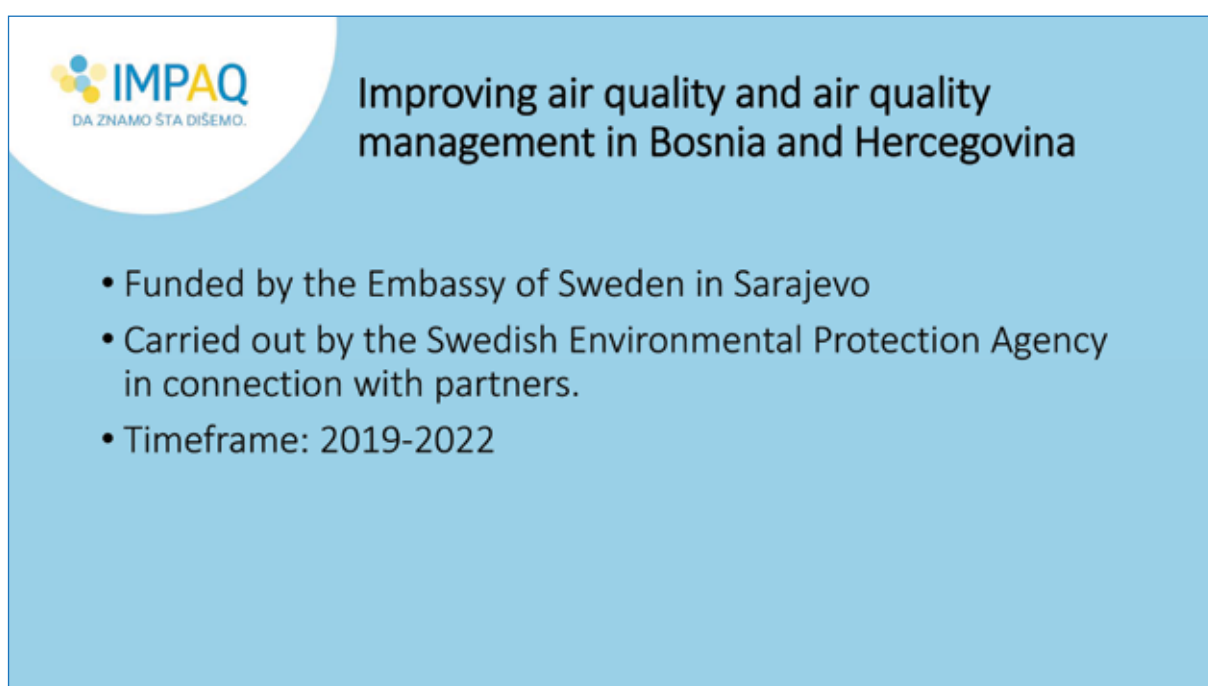 IMPAQ
DA ZNAMO ŠTA DIŠEMO.
Improving air quality and air quality
management in Bosnia and Hercegovina
• Funded by the Embassy of Sweden in Sarajevo
• Carried out by the Swedish Environmental Protection Agency
in connection with partners.
• Timeframe: 2019-2022